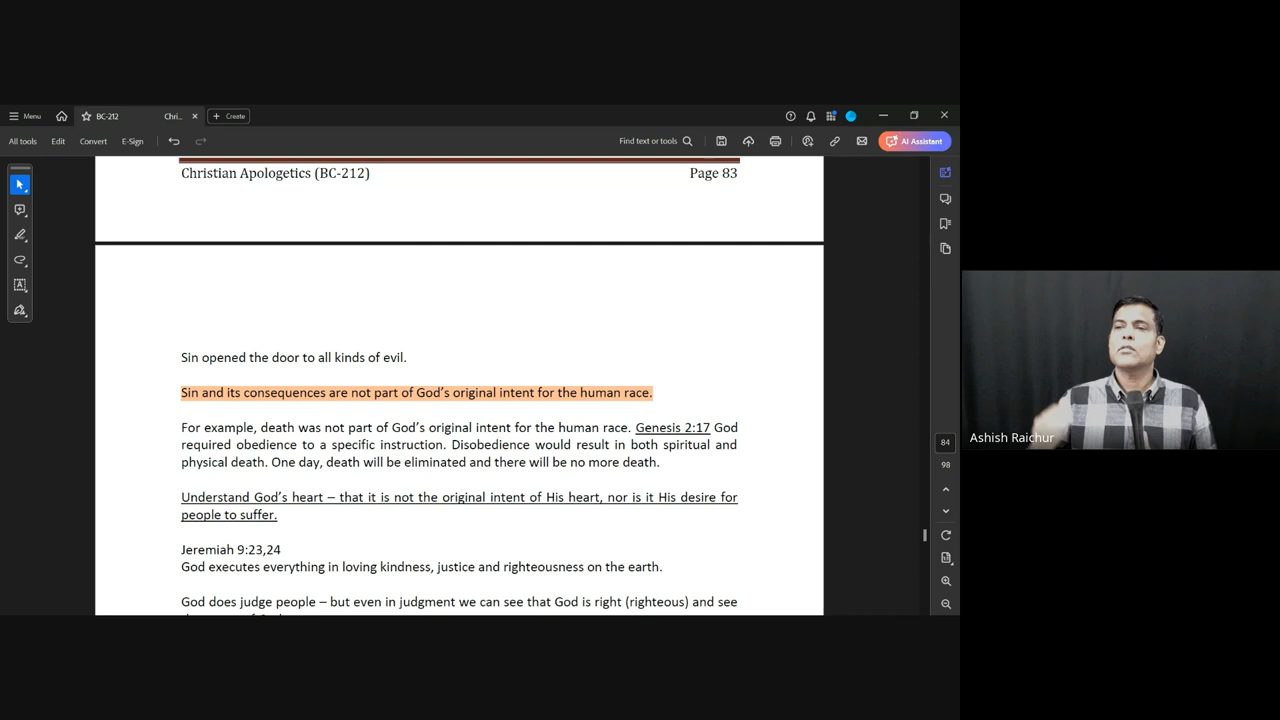 Menu
BC-212
Chri...
Create
All tools
Edit
Convert
E-Sign
Find text or tools
AI Assistant
Christian Apologetics (BC-212)
Page 83
Sin opened the door to all kinds of evil.
Sin and its consequences are not part of God's original intent for the human race.
For example, death was not part of God's original intent for the human race. Genesis 2:17 God
required obedience to a specific instruction. Disobedience would result in both spiritual and
physical death. One day, death will be eliminated and there will be no more death.
Understand God's heart – that it is not the original intent of His heart, nor is it His desire for
people to suffer.
Jeremiah 9:23,24
God executes everything in loving kindness, justice and righteousness on the earth.
God does judge people – but even in judgment we can see that God is right (righteous) and see
84
98
Ashish Raichur